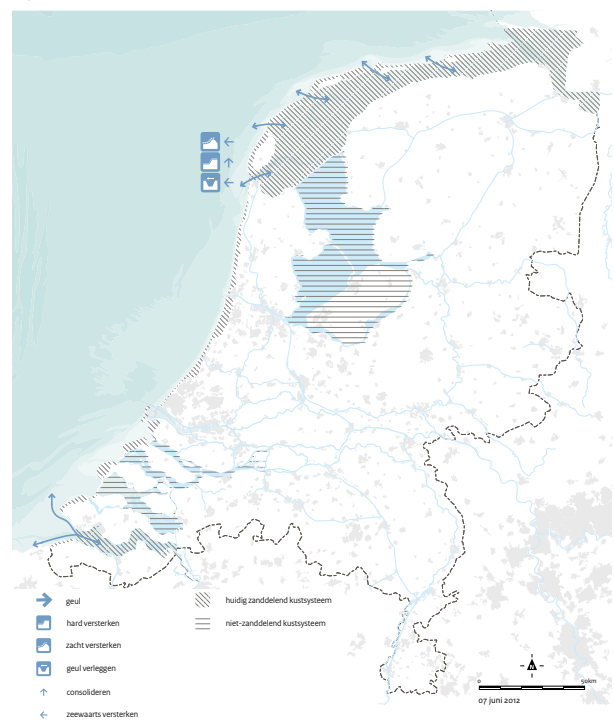 geul
hard versterken
zacht versterken
geul verleggen
consolideren
zeewaarts versterken
huidig zanddelend kustsysteem
niet-zanddelend kustsysteem
N
0 50km
07 juni 2012